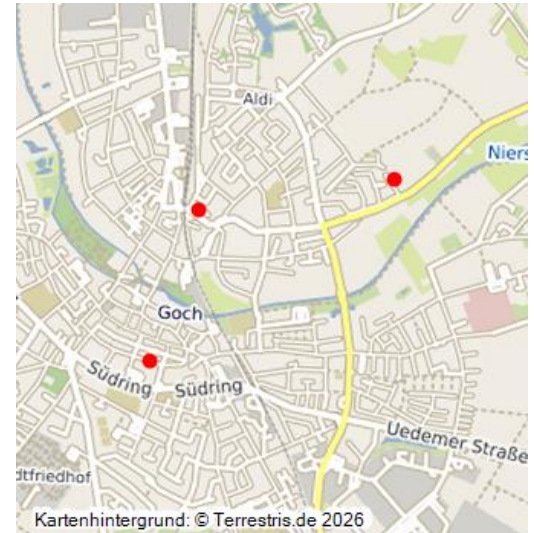 Aldi
Niers
Goch
Südring
Südring
Uedemer Straße
dtfriedhof
Kartenhintergrund: © Terrestris.de 2026